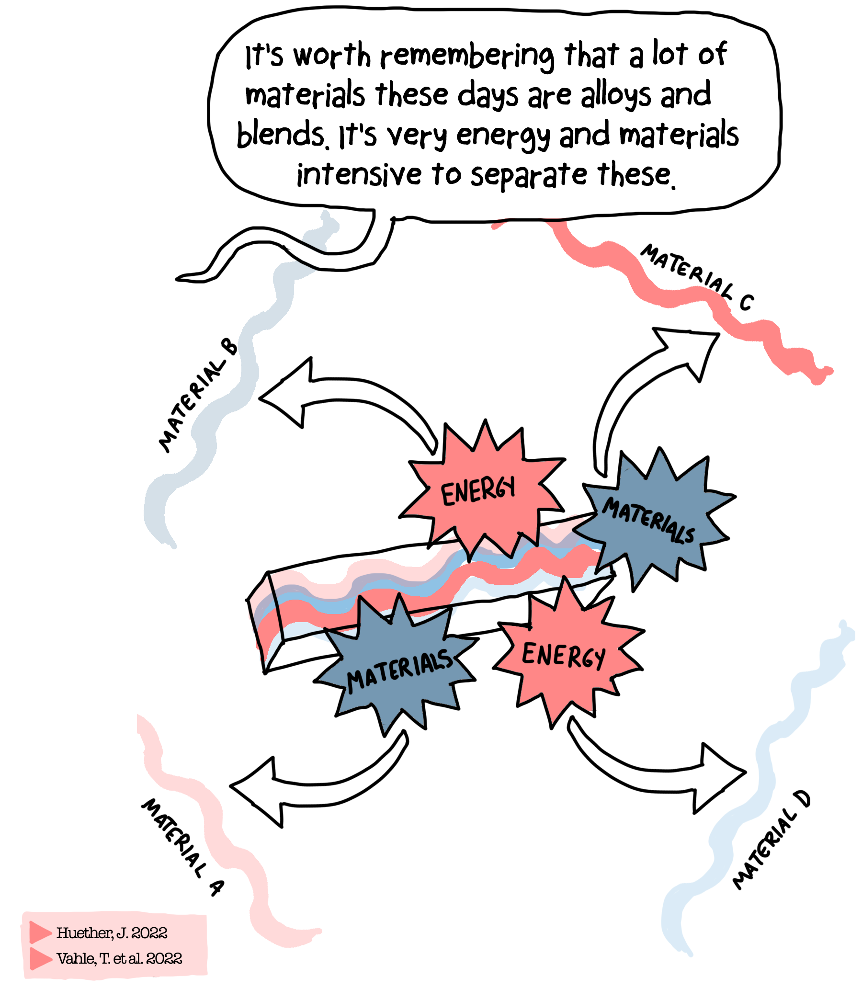 It's worth remembering that a lot of
materials these days are alloys and
blends. It's very energy and materials
intensive to separate these.
MATERIAL C
MATERIAL B
ENERGY
MATERIALS
MATERIALS
ENERGY
MATERIAL A
MATERIAL D
Huether, J. 2022
Vahle, T. et al. 2022